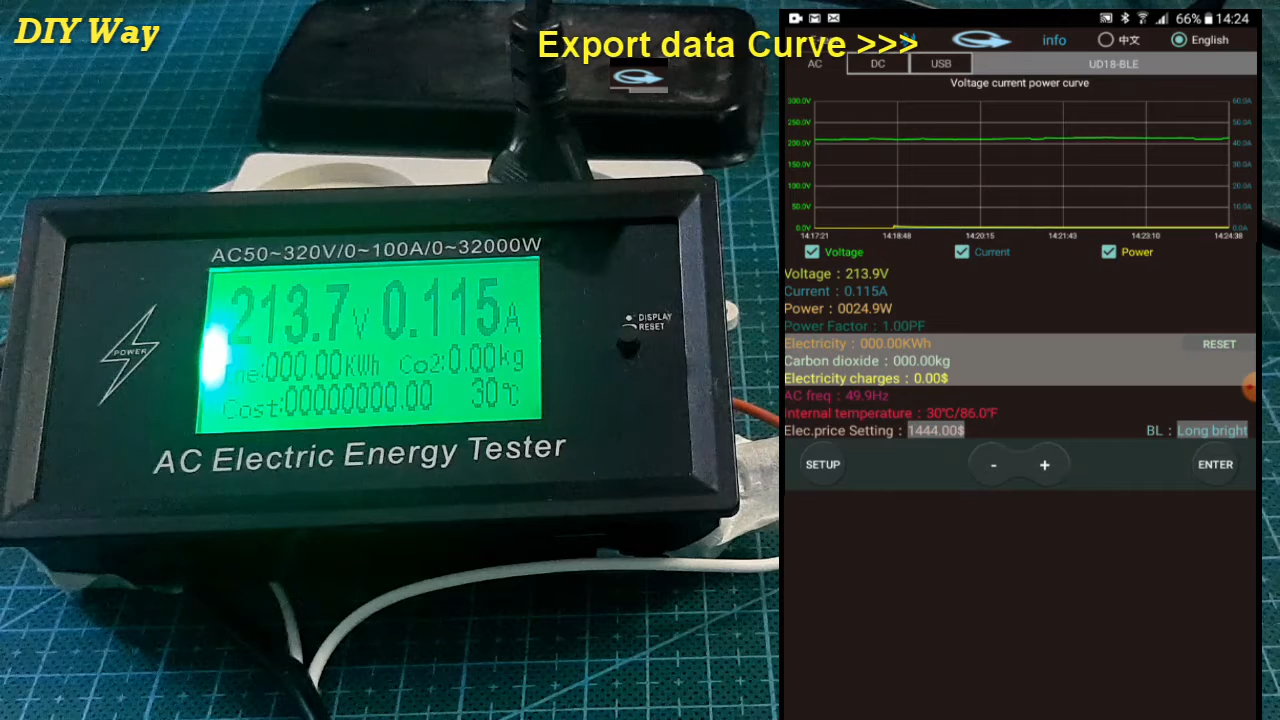 DIY Way
Export data Curve >>>
66% 14:24
info 中文 English
AC DC USB UD18-BLE
Voltage current power curve
300.0V 60.0A
250.0V 50.0A
200.0V 40.0A
150.0V 30.0A
100.0V 20.0A
50.0V 10.0A
0.0V 0.0A
14:17:21 14:18:48 14:20:15 14:21:43 14:23:10 14:24:38
Voltage Current Power
Voltage : 213.9V
Current : 0.115A
Power : 0024.9W
Power Factor : 1.00PF
Electricity : 000.00KWh RESET
Carbon dioxide : 000.00kg
Electricity charges : 0.00$
AC freq : 49.9Hz
Internal temperature : 30℃/86.0℉
Elec.price Setting : 1444.00$ BL : Long bright
SETUP - + ENTER
AC50~320V/0~100A/0~32000W
213.7V 0.115A
000.00KWh Co2:0.00kg
Cost:00000000.00 30℃
POWER
DISPLAY
RESET
AC Electric Energy Tester